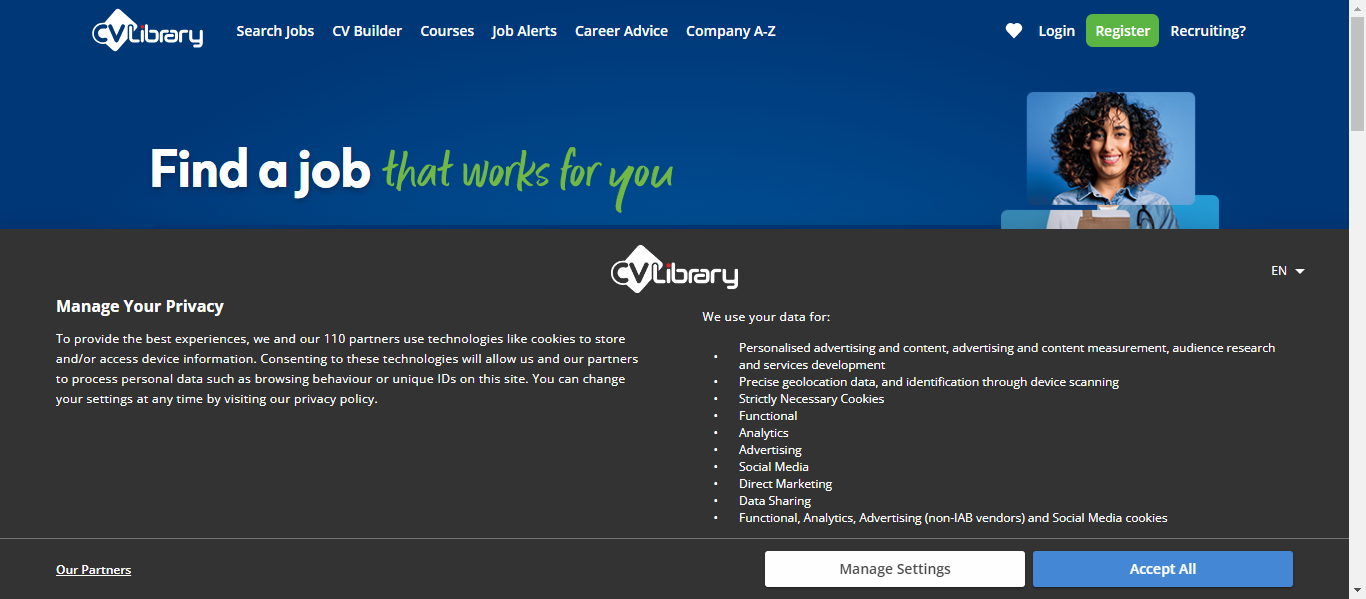 CVLibrary
Search Jobs
CV Builder
Courses
Job Alerts
Career Advice
Company A-Z
Login
Register
Recruiting?
Find a job that works for you
CVLibrary
EN
Manage Your Privacy
To provide the best experiences, we and our 110 partners use technologies like cookies to store
and/or access device information. Consenting to these technologies will allow us and our partners
to process personal data such as browsing behaviour or unique IDs on this site. You can change
your settings at any time by visiting our privacy policy.
We use your data for:
• Personalised advertising and content, advertising and content measurement, audience research
and services development
• Precise geolocation data, and identification through device scanning
• Strictly Necessary Cookies
• Functional
• Analytics
• Advertising
• Social Media
• Direct Marketing
• Data Sharing
• Functional, Analytics, Advertising (non-IAB vendors) and Social Media cookies
Our Partners
Manage Settings
Accept All